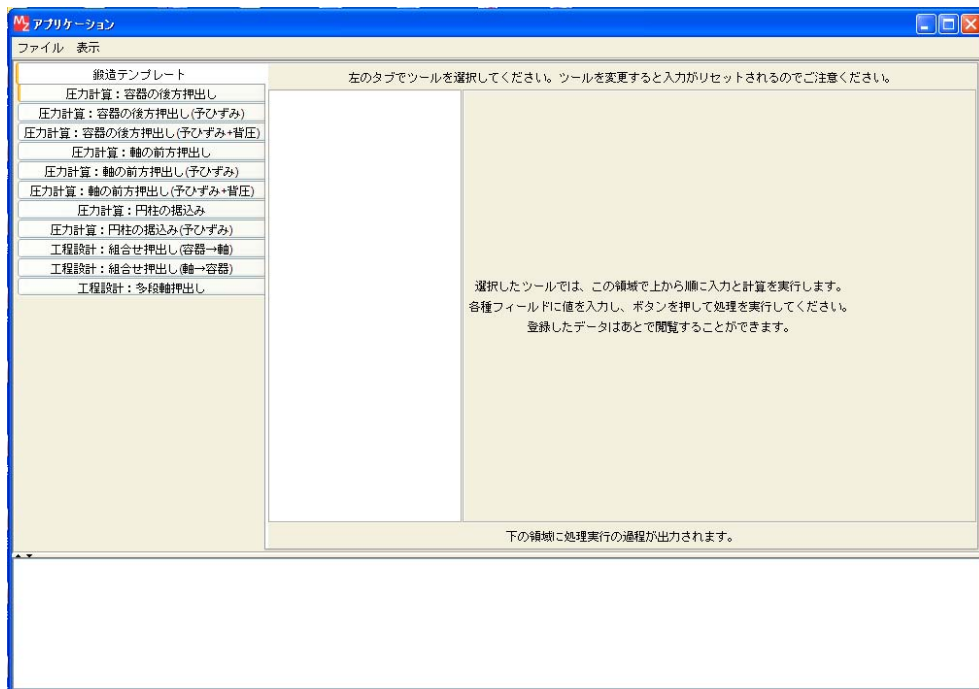 MZ アプリケーション
ファイル 表示
鍛造テンプレート
圧力計算：容器の後方押出し
圧力計算：容器の後方押出し(予ひずみ)
圧力計算：容器の後方押出し(予ひずみ+背圧)
圧力計算：軸の前方押出し
圧力計算：軸の前方押出し(予ひずみ)
圧力計算：軸の前方押出し(予ひずみ+背圧)
圧力計算：円柱の据込み
圧力計算：円柱の据込み(予ひずみ)
工程設計：組合せ押出し(容器→軸)
工程設計：組合せ押出し(軸→容器)
工程設計：多段軸押出し
左のタブでツールを選択してください。ツールを変更すると入力がリセットされるのでご注意ください。
選択したツールでは、この領域で上から順に入力と計算を実行します。
各種フィールドに値を入力し、ボタンを押して処理を実行してください。
登録したデータはあとで閲覧することができます。
下の領域に処理実行の過程が出力されます。